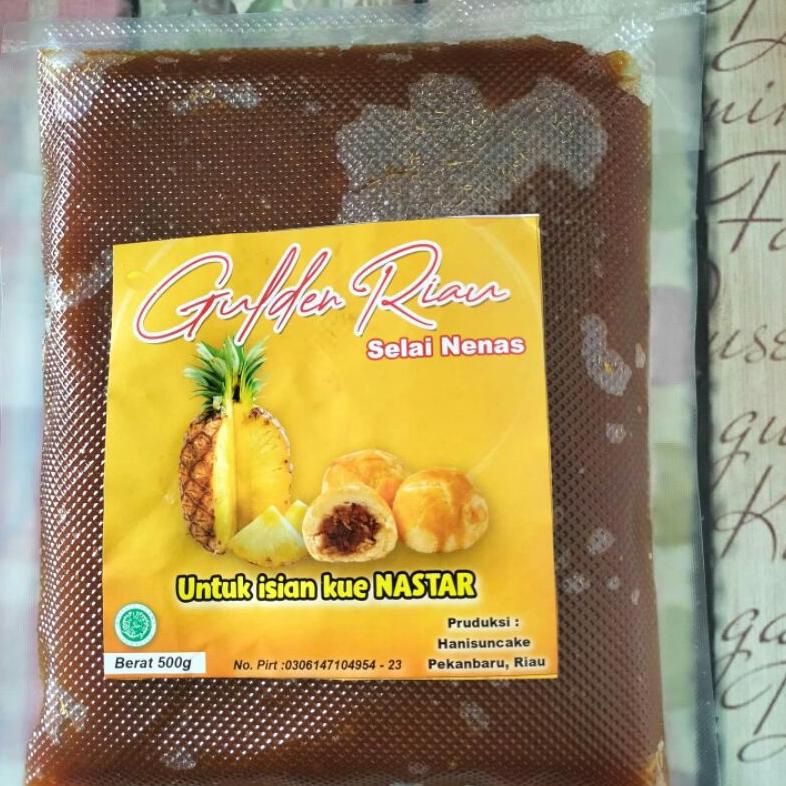 Gulden Riau
Selai Nenas
Untuk isian kue NASTAR
Pruduksi :
Hanisuncake
Pekanbaru, Riau
Berat 500g
No. Pirt :0306147104954 - 23